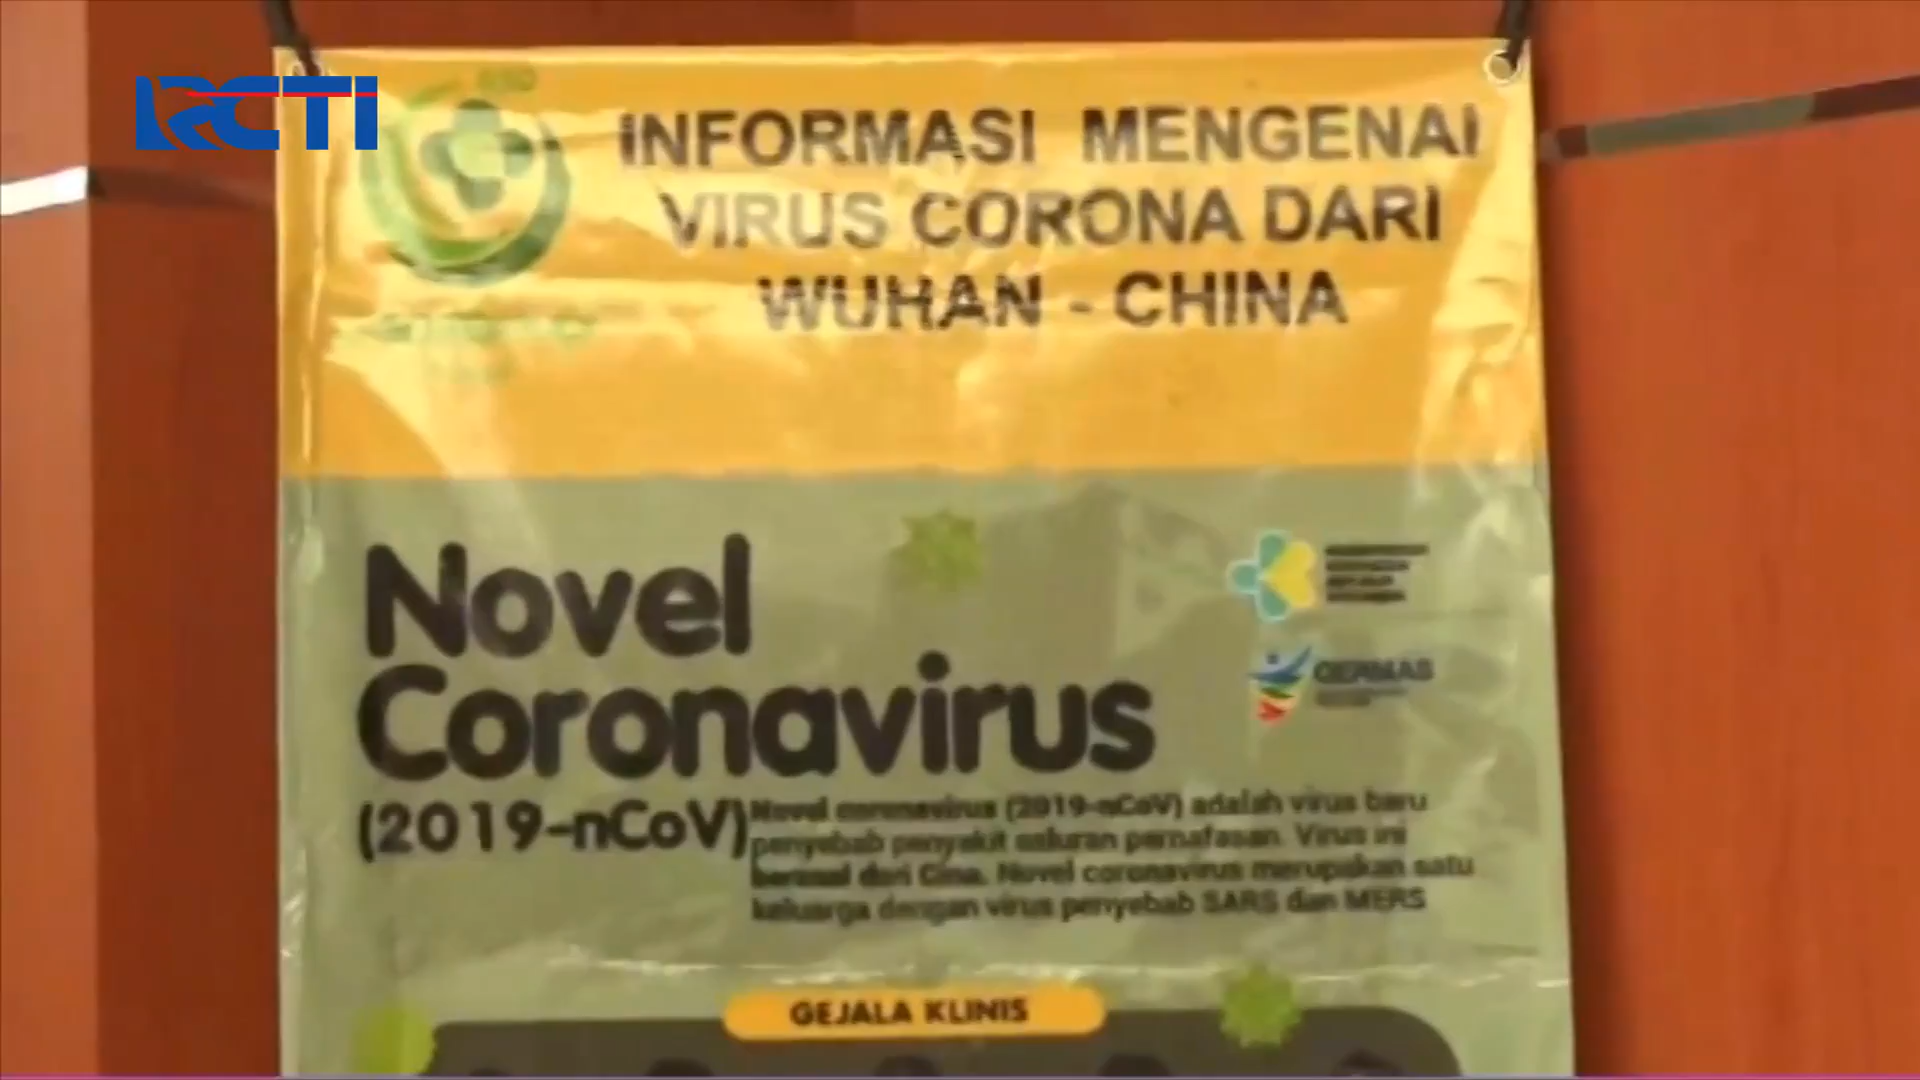 RCTI
INFORMASI MENGENAI
VIRUS CORONA DARI
WUHAN - CHINA
Novel
Coronavirus
(2019-nCoV)
Novel coronavirus (2019-nCoV) adalah virus baru
penyebab penyakit saluran pernafasan. Virus ini
berasal dari Cina. Novel coronavirus merupakan satu
keluarga dengan virus penyebab SARS dan MERS
GERMAS
GEJALA KLINIS